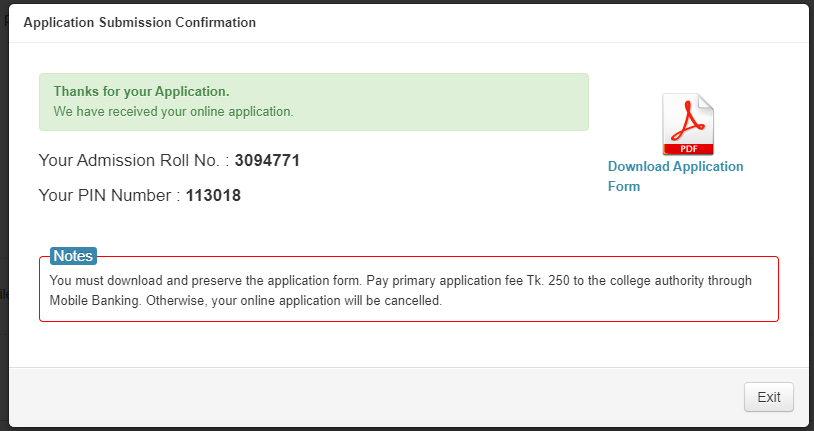 Application Submission Confirmation
Thanks for your Application.
We have received your online application.
Your Admission Roll No. : 3094771
Your PIN Number : 113018
PDF
Download Application
Form
Notes
You must download and preserve the application form. Pay primary application fee Tk. 250 to the college authority through
Mobile Banking. Otherwise, your online application will be cancelled.
Exit